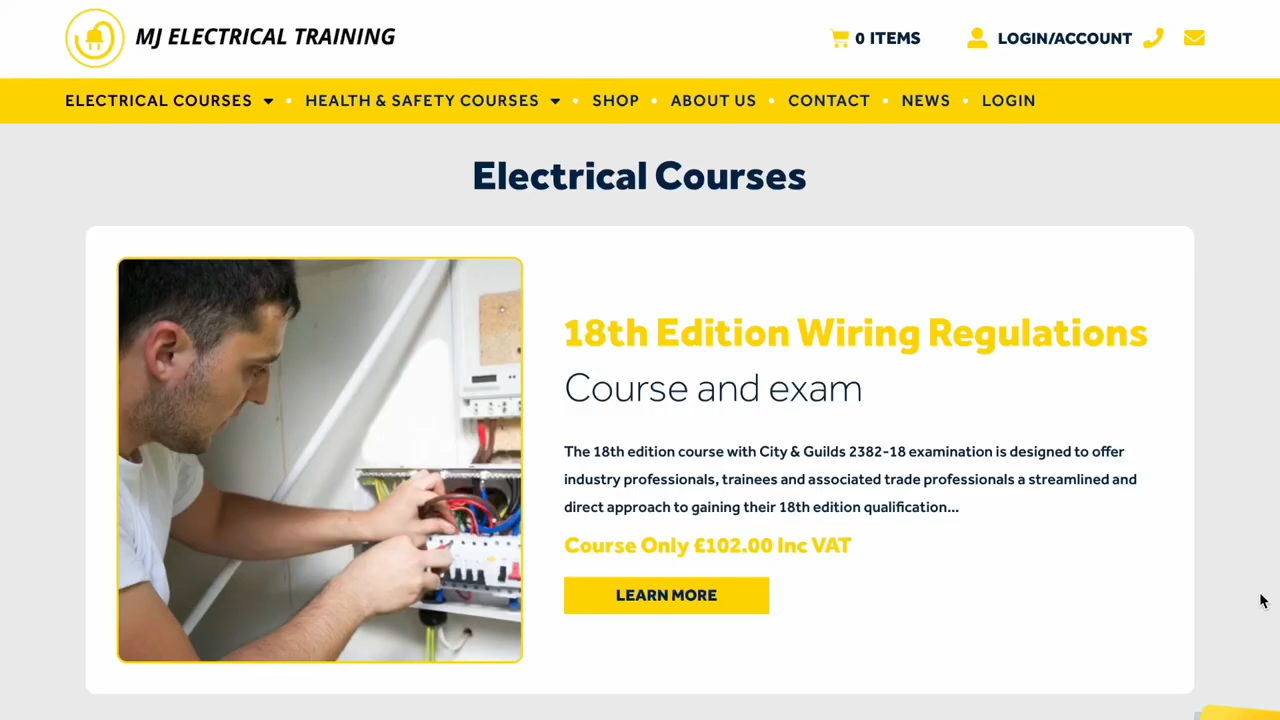 MJ ELECTRICAL TRAINING
0 ITEMS
LOGIN/ACCOUNT
ELECTRICAL COURSES
HEALTH & SAFETY COURSES
SHOP
ABOUT US
CONTACT
NEWS
LOGIN
Electrical Courses
18th Edition Wiring Regulations
Course and exam
The 18th edition course with City & Guilds 2382-18 examination is designed to offer
industry professionals, trainees and associated trade professionals a streamlined and
direct approach to gaining their 18th edition qualification...
Course Only £102.00 Inc VAT
LEARN MORE